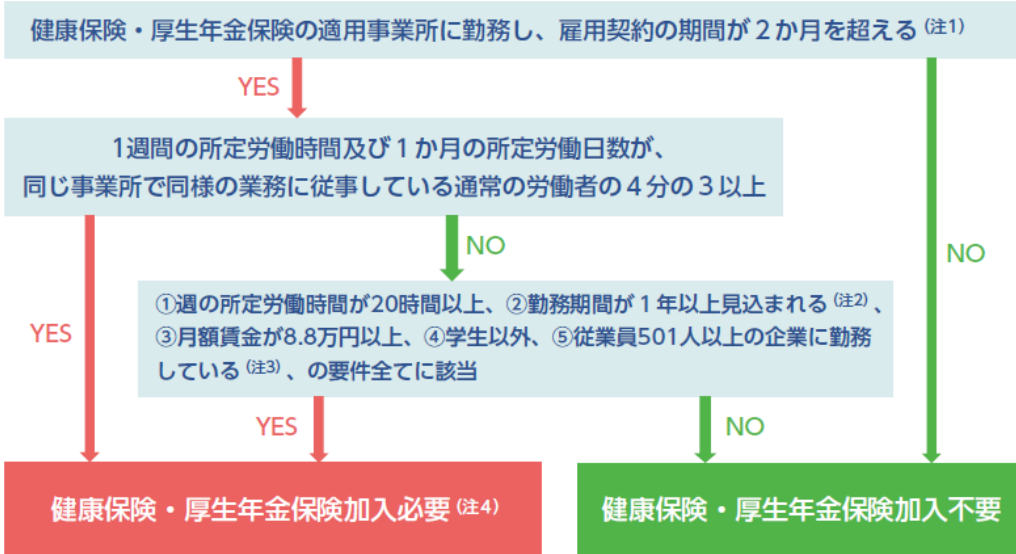 健康保険・厚生年金保険の適用事業所に勤務し、雇用契約の期間が２か月を超える(注1)
YES
1週間の所定労働時間及び１か月の所定労働日数が、
同じ事業所で同様の業務に従事している通常の労働者の４分の３以上
NO
NO
①週の所定労働時間が20時間以上、②勤務期間が１年以上見込まれる(注2)、
③月額賃金が8.8万円以上、④学生以外、⑤従業員501人以上の企業に勤務
している(注3)、の要件全てに該当
YES
YES
NO
健康保険・厚生年金保険加入必要(注4)
健康保険・厚生年金保険加入不要